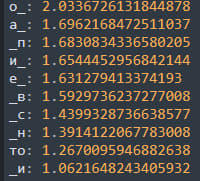 о_: 2.0336726131844878
а_: 1.6962168472511037
_п: 1.6830834336580205
и_: 1.6544452956842144
е_: 1.631279413374193
_в: 1.5929736237277008
_с: 1.4399328736638577
_н: 1.3914122067783008
то: 1.2670095946882638
_и: 1.0621648243405932